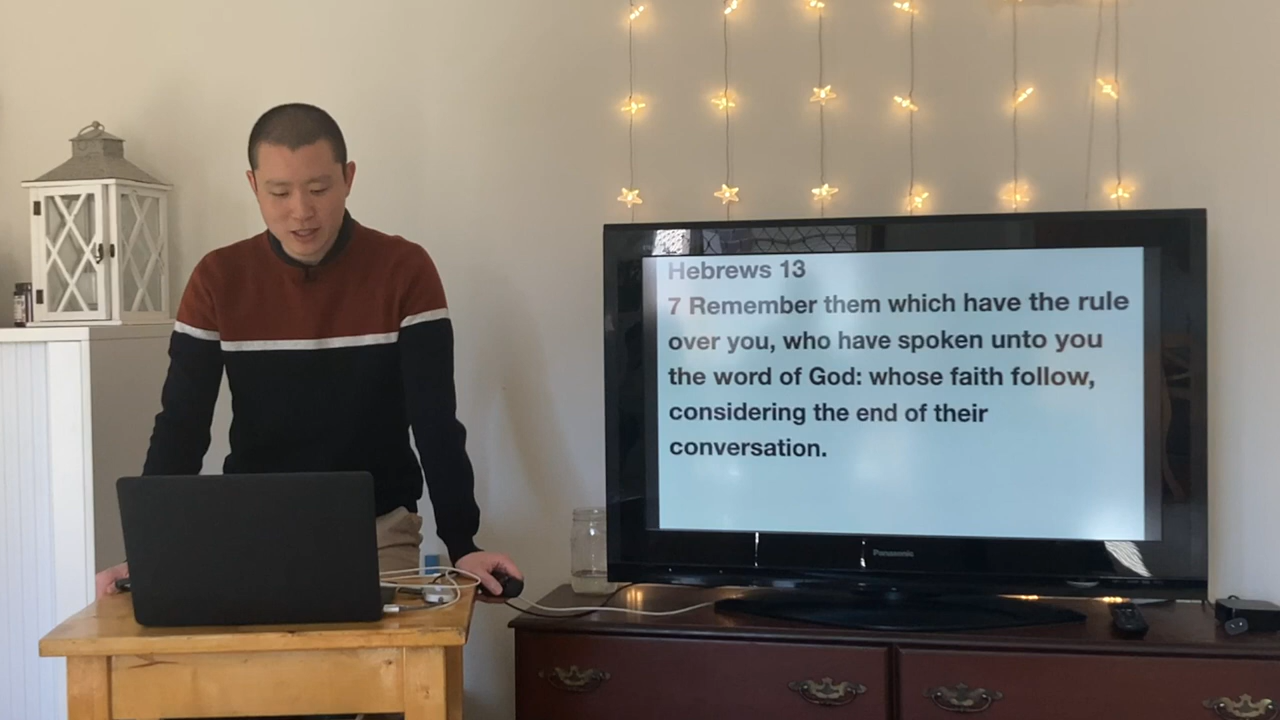 Hebrews 13
7 Remember them which have the rule
over you, who have spoken unto you
the word of God: whose faith follow,
considering the end of their
conversation.
Panasonic